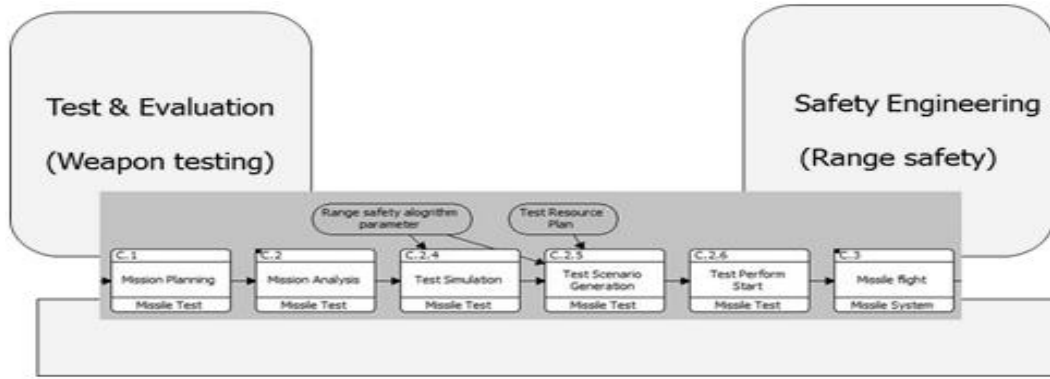 Test & Evaluation
(Weapon testing)
Safety Engineering
(Range safety)
Range safety alogrithm
parameter
Test Resource
Plan
C.1
Mission Planning
Missile Test
C.2
Mission Analysis
Missile Test
C.2.4
Test Simulation
Missile Test
C.2.5
Test Scenario
Generation
Missile Test
C.2.6
Test Perform
Start
Missile Test
C.3
Missile flight
Missile System